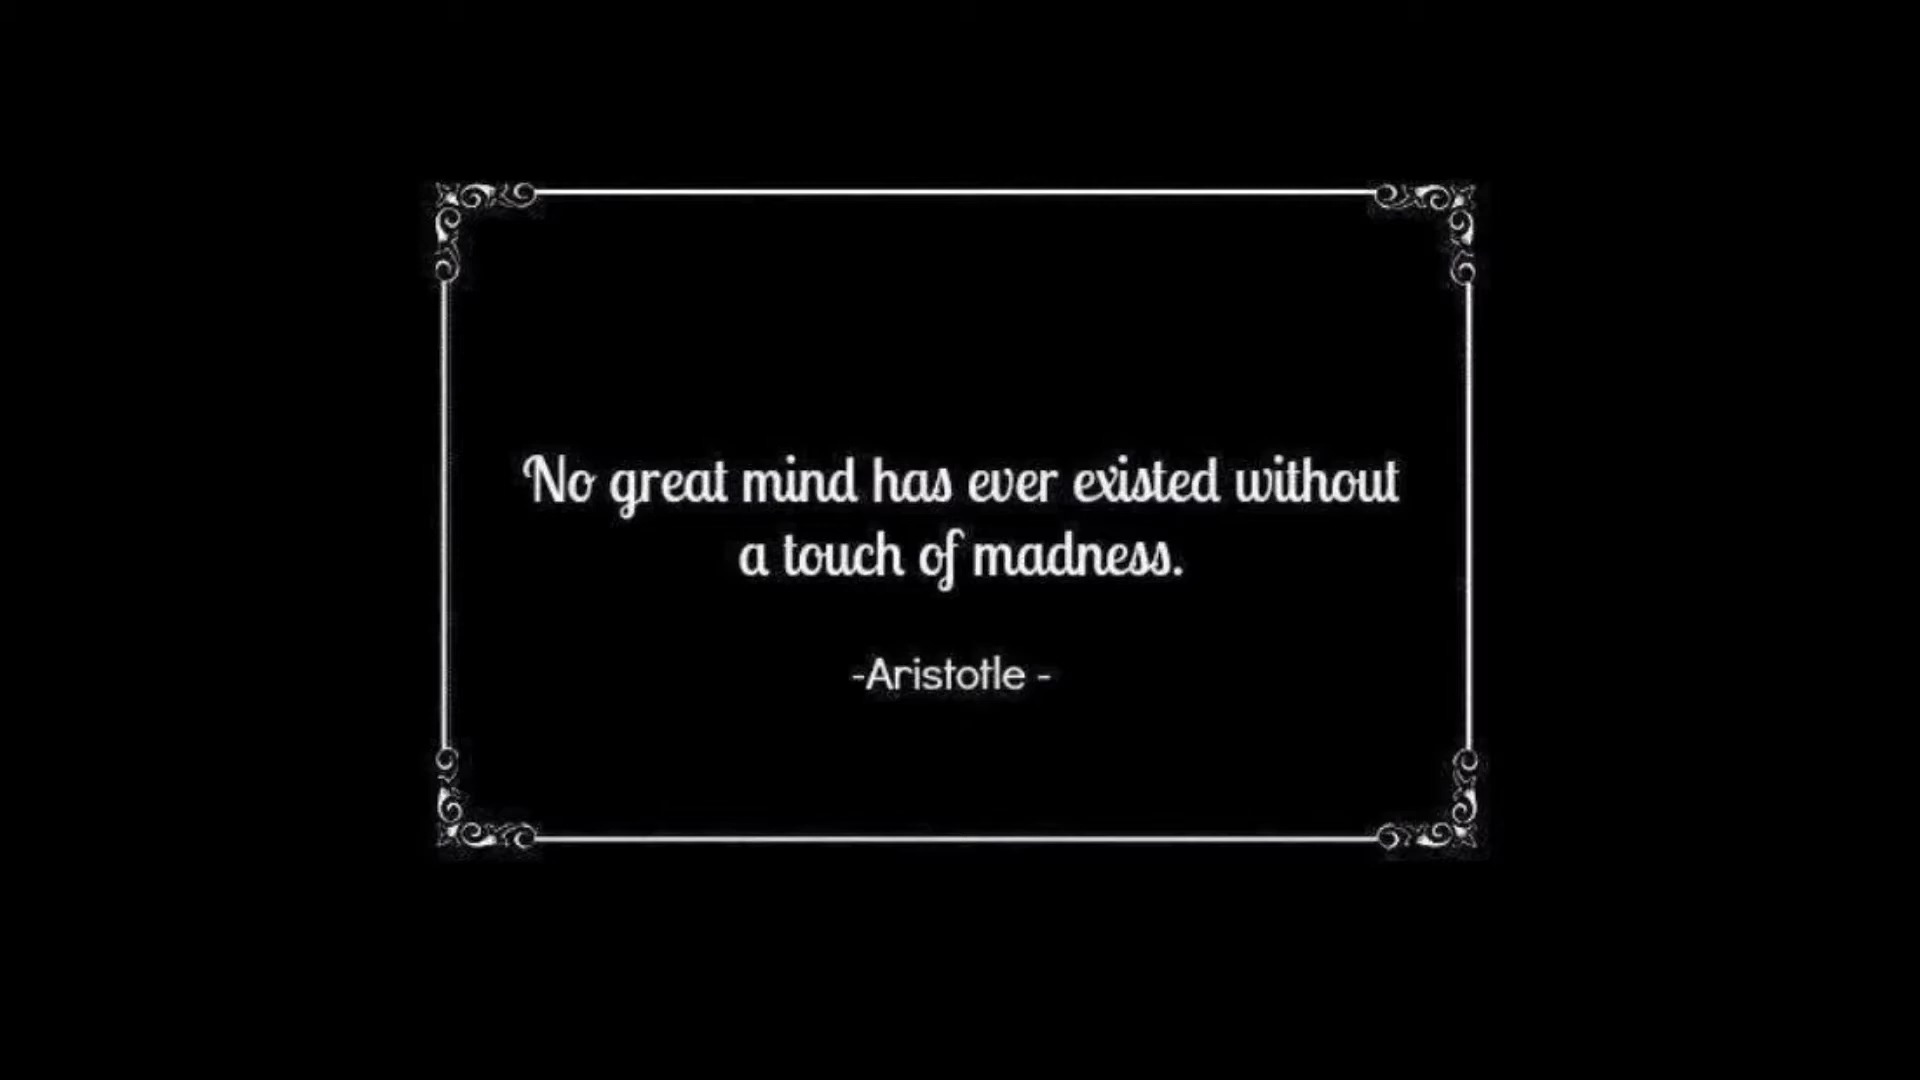 No great mind has ever existed without
a touch of madness.
-Aristotle -